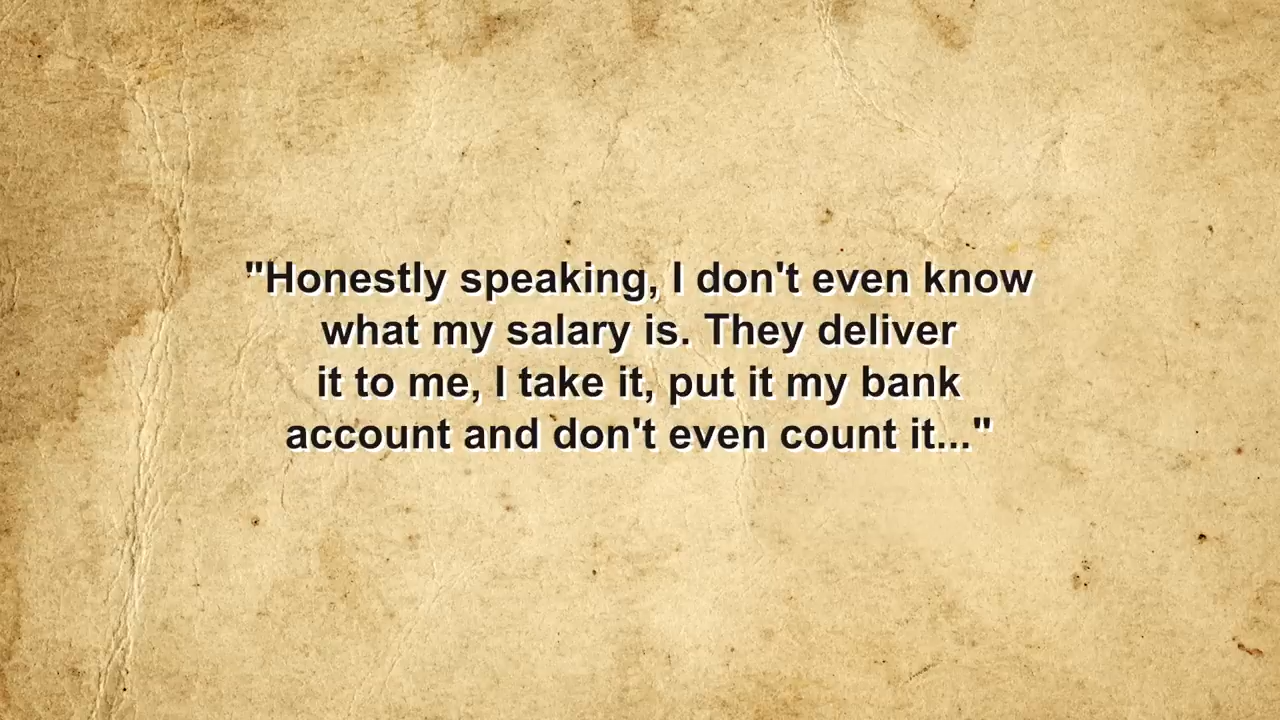 "Honestly speaking, I don't even know
what my salary is. They deliver
it to me, I take it, put it my bank
account and don't even count it..."